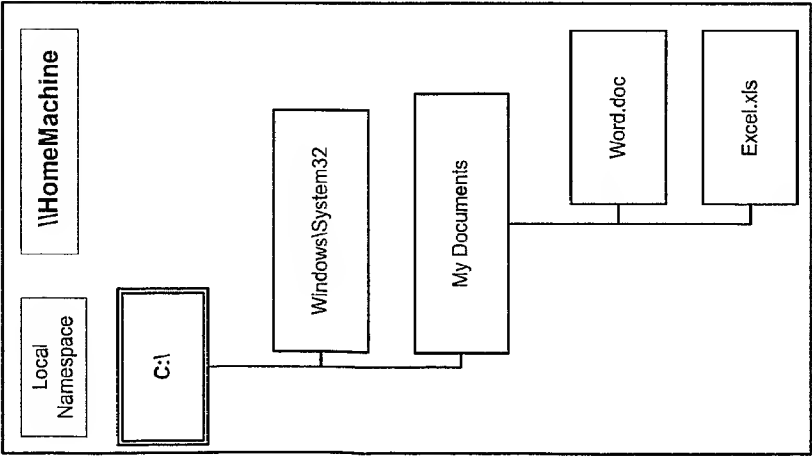 Local
Namespace
\\HomeMachine
C:\
Windows\System32
My Documents
Word.doc
Excel.xls